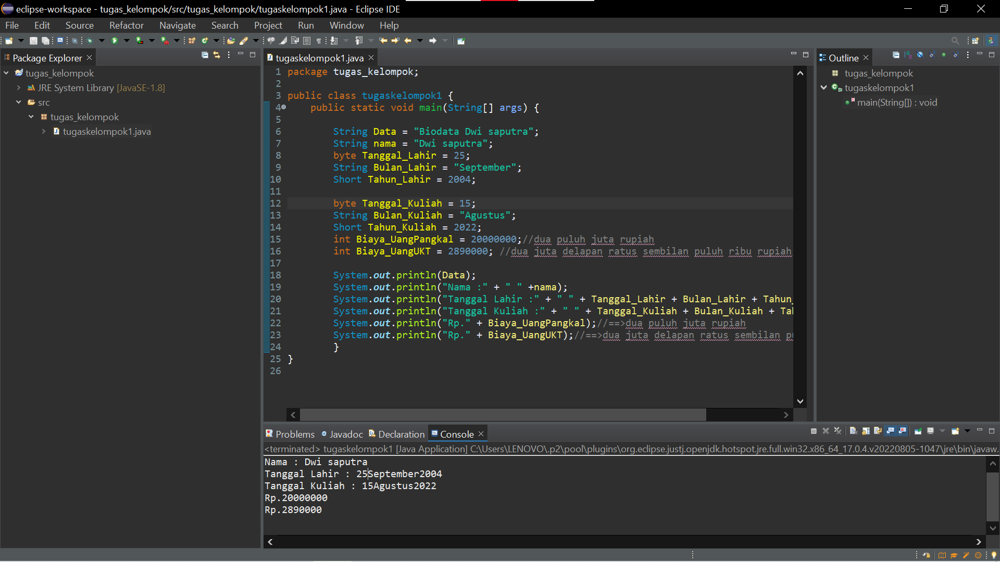 eclipse-workspace - tugas_kelompok/src/tugas_kelompok/tugaskelompok1.java - Eclipse IDE
File Edit Source Refactor Navigate Search Project Run Window Help
Package Explorer
tugas_kelompok
JRE System Library [JavaSE-1.8]
src
tugas_kelompok
tugaskelompok1.java
tugaskelompok1.java
1 package tugas_kelompok;
2
3 public class tugaskelompok1 {
4 public static void main(String[] args) {
5
6 String Data = "Biodata Dwi saputra";
7 String nama = "Dwi saputra";
8 byte Tanggal_Lahir = 25;
9 String Bulan_Lahir = "September";
10 Short Tahun_Lahir = 2004;
11
12 byte Tanggal_Kuliah = 15;
13 String Bulan_Kuliah = "Agustus";
14 Short Tahun_Kuliah = 2022;
15 int Biaya_UangPangkal = 20000000;//dua puluh juta rupiah
16 int Biaya_UangUKT = 2890000; //dua juta delapan ratus sembilan puluh ribu rupiah
17
18 System.out.println(Data);
19 System.out.println("Nama :" + " " +nama);
20 System.out.println("Tanggal Lahir :" + " " + Tanggal_Lahir + Bulan_Lahir + Tahun_
21 System.out.println("Tanggal Kuliah :" + " " + Tanggal_Kuliah + Bulan_Kuliah +
22 System.out.println("Rp." + Biaya_UangPangkal);//==>dua puluh juta rupiah
23 System.out.println("Rp." + Biaya_UangUKT);//==>dua juta delapan ratus sembilan
24 }
25 }
26
Outline
tugas_kelompok
tugaskelompok1
main(String[]) : void
Problems Javadoc Declaration Console
<terminated> tugaskelompok1 [Java Application] C:\Users\LENOVO\.p2\pool\plugins\org.eclipse.justj.openjdk.hotspot.jre.full.win32.x86_64_17.0.4.v20220805-1047\jre\bin\javaw.
Nama : Dwi saputra
Tanggal Lahir : 25September2004
Tanggal Kuliah : 15Agustus2022
Rp.20000000
Rp.2890000